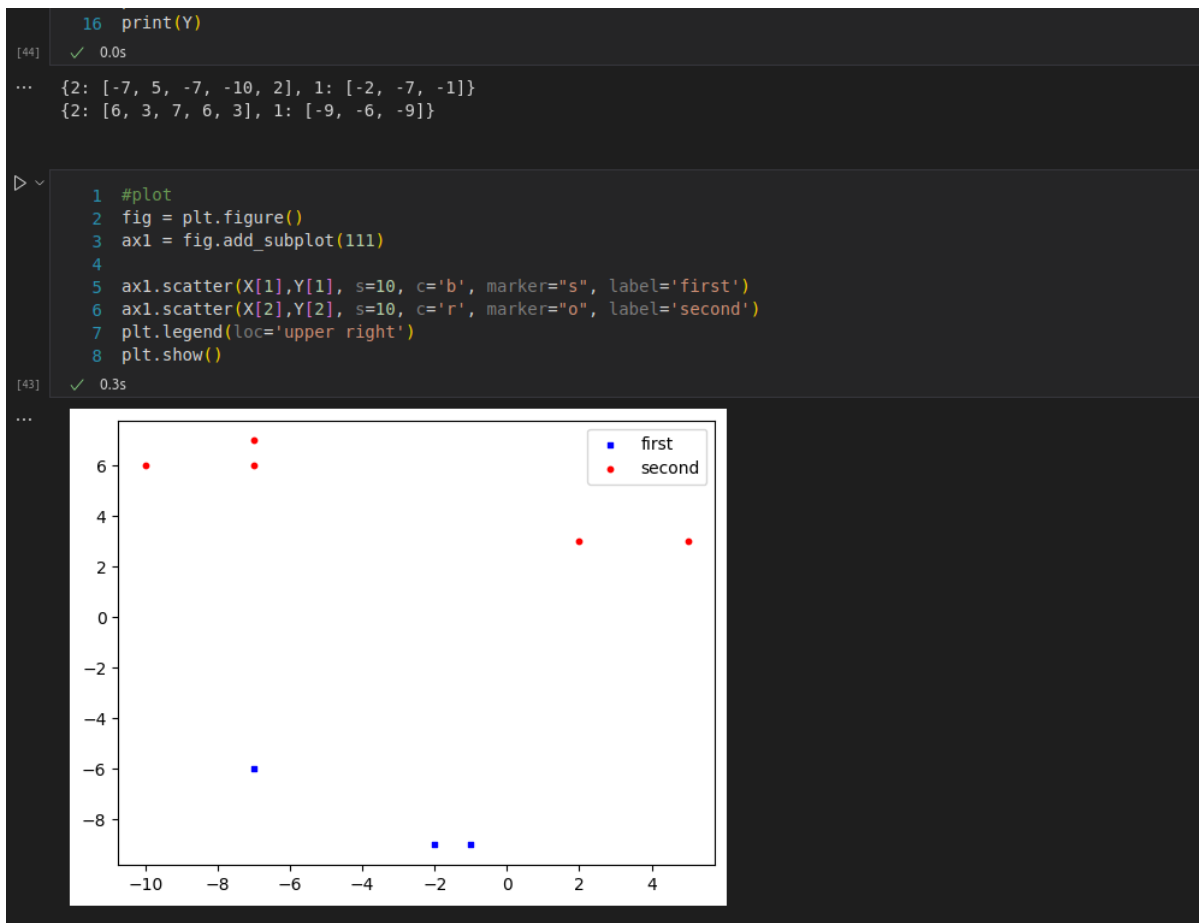 16 print(Y)
[44] ✓ 0.0s
... {2: [-7, 5, -7, -10, 2], 1: [-2, -7, -1]}
{2: [6, 3, 7, 6, 3], 1: [-9, -6, -9]}
1 #plot
2 fig = plt.figure()
3 ax1 = fig.add_subplot(111)
4
5 ax1.scatter(X[1],Y[1], s=10, c='b', marker="s", label='first')
6 ax1.scatter(X[2],Y[2], s=10, c='r', marker="o", label='second')
7 plt.legend(loc='upper right')
8 plt.show()
[43] ✓ 0.3s
...
first
second
6
4
2
0
−2
−4
−6
−8
−10 −8 −6 −4 −2 0 2 4